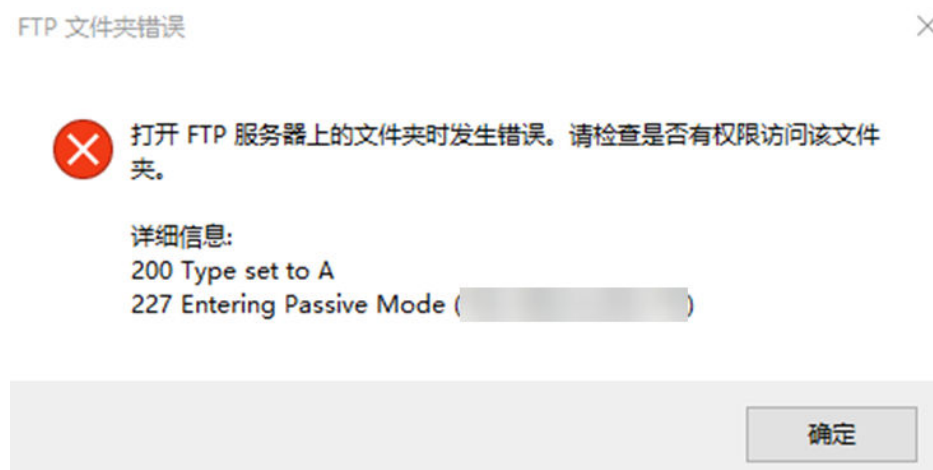 FTP 文件夹错误
打开 FTP 服务器上的文件夹时发生错误。请检查是否有权限访问该文件
夹。
详细信息:
200 Type set to A
227 Entering Passive Mode ( )
确定